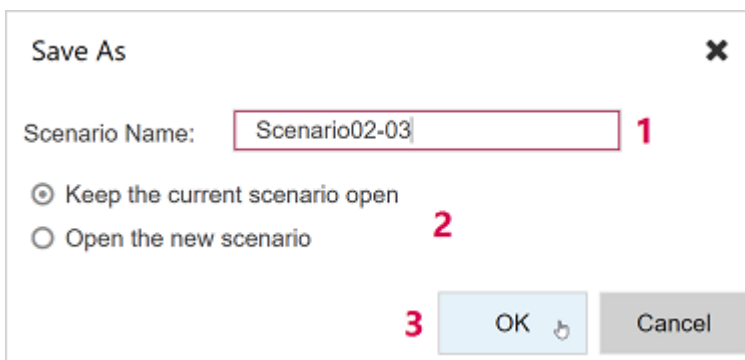 Save As
Scenario Name: Scenario02-03 1
Keep the current scenario open
2
Open the new scenario
3 OK Cancel